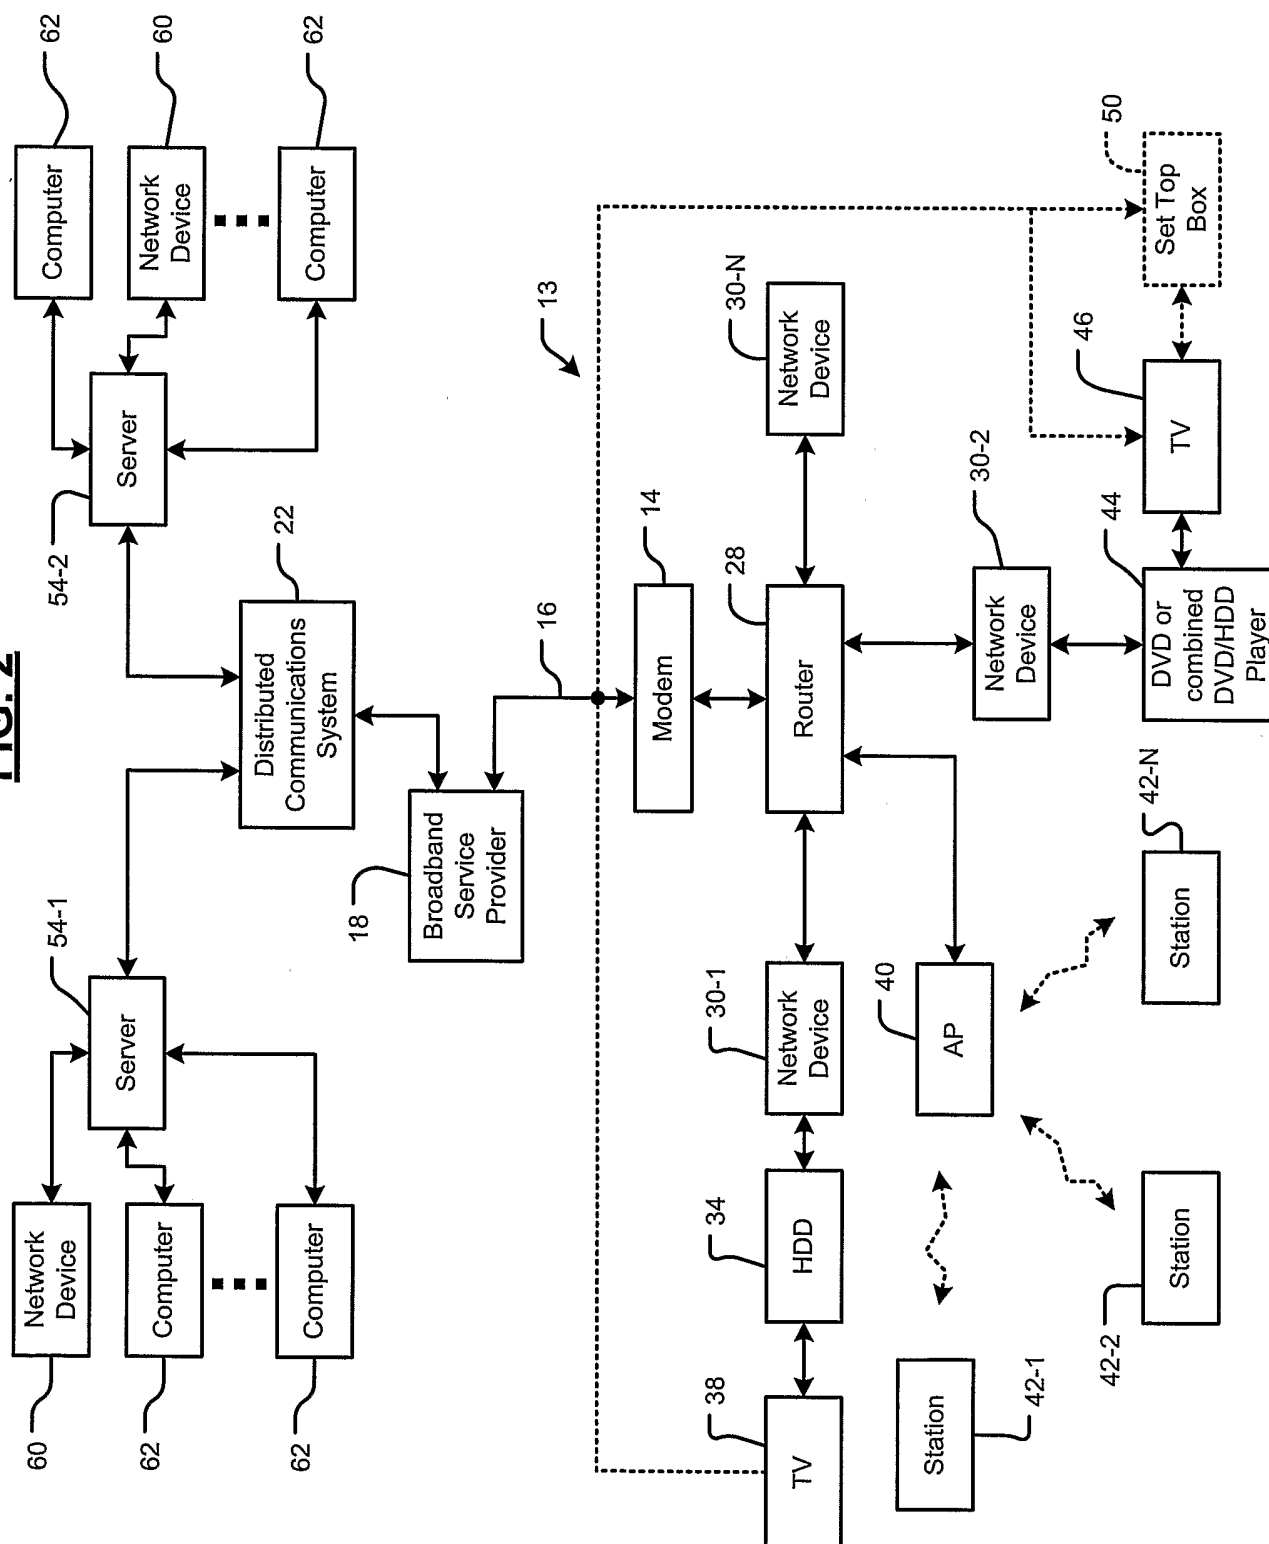 FIG. 2
60
Network
Device
62
Computer
62
Computer
54-1
Server
54-2
Server
62
Computer
60
Network
Device
62
Computer
22
Distributed
Communications
System
18
Broadband
Service
Provider
16
13
14
Modem
38
TV
34
HDD
30-1
Network
Device
28
Router
30-N
Network
Device
40
AP
42-1
Station
42-2
Station
42-N
Station
30-2
Network
Device
44
DVD or
combined
DVD/HDD
Player
46
TV
50
Set Top
Box